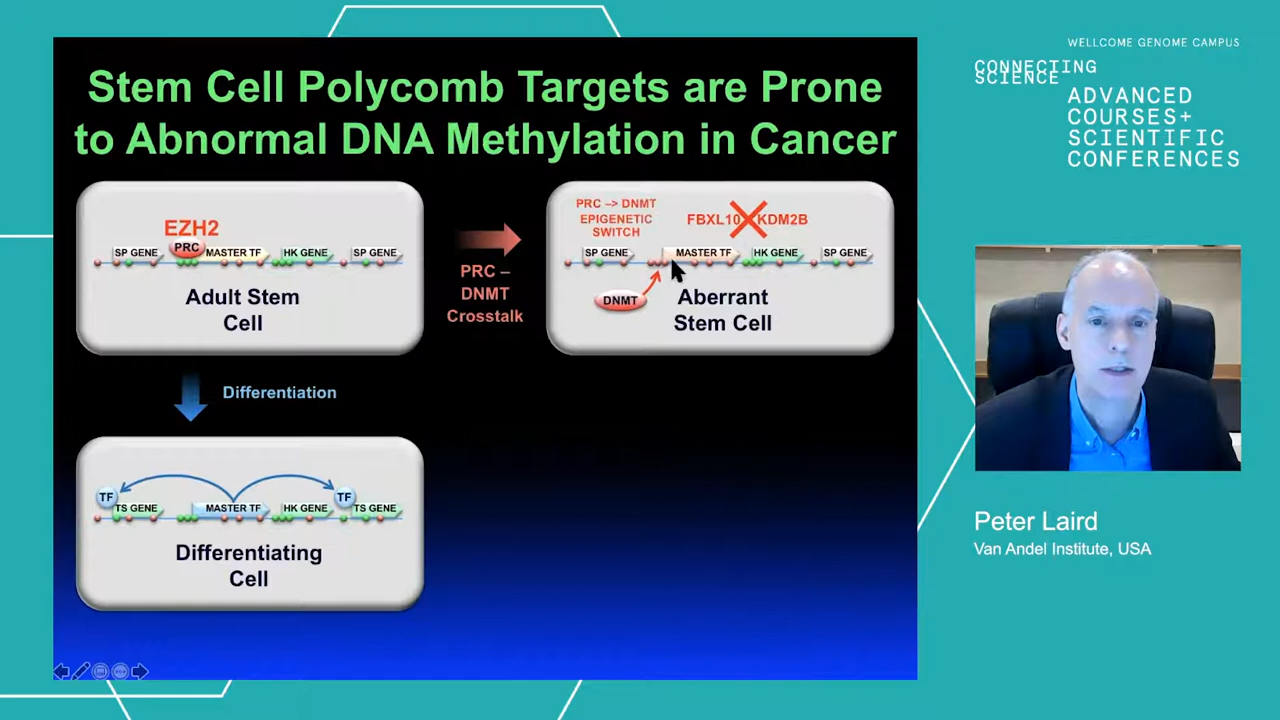 Stem Cell Polycomb Targets are Prone
to Abnormal DNA Methylation in Cancer
EZH2
PRC
SP GENE
MASTER TF
HK GENE
SP GENE
Adult Stem
Cell
PRC –
DNMT
Crosstalk
PRC –> DNMT
EPIGENETIC
SWITCH
FBXL10
KDM2B
SP GENE
MASTER TF
HK GENE
SP GENE
DNMT
Aberrant
Stem Cell
Differentiation
TF
TF
TS GENE
MASTER TF
HK GENE
TS GENE
Differentiating
Cell
WELLCOME GENOME CAMPUS
CONNECTING
SCIENCE
ADVANCED
COURSES+
SCIENTIFIC
CONFERENCES
Peter Laird
Van Andel Institute, USA